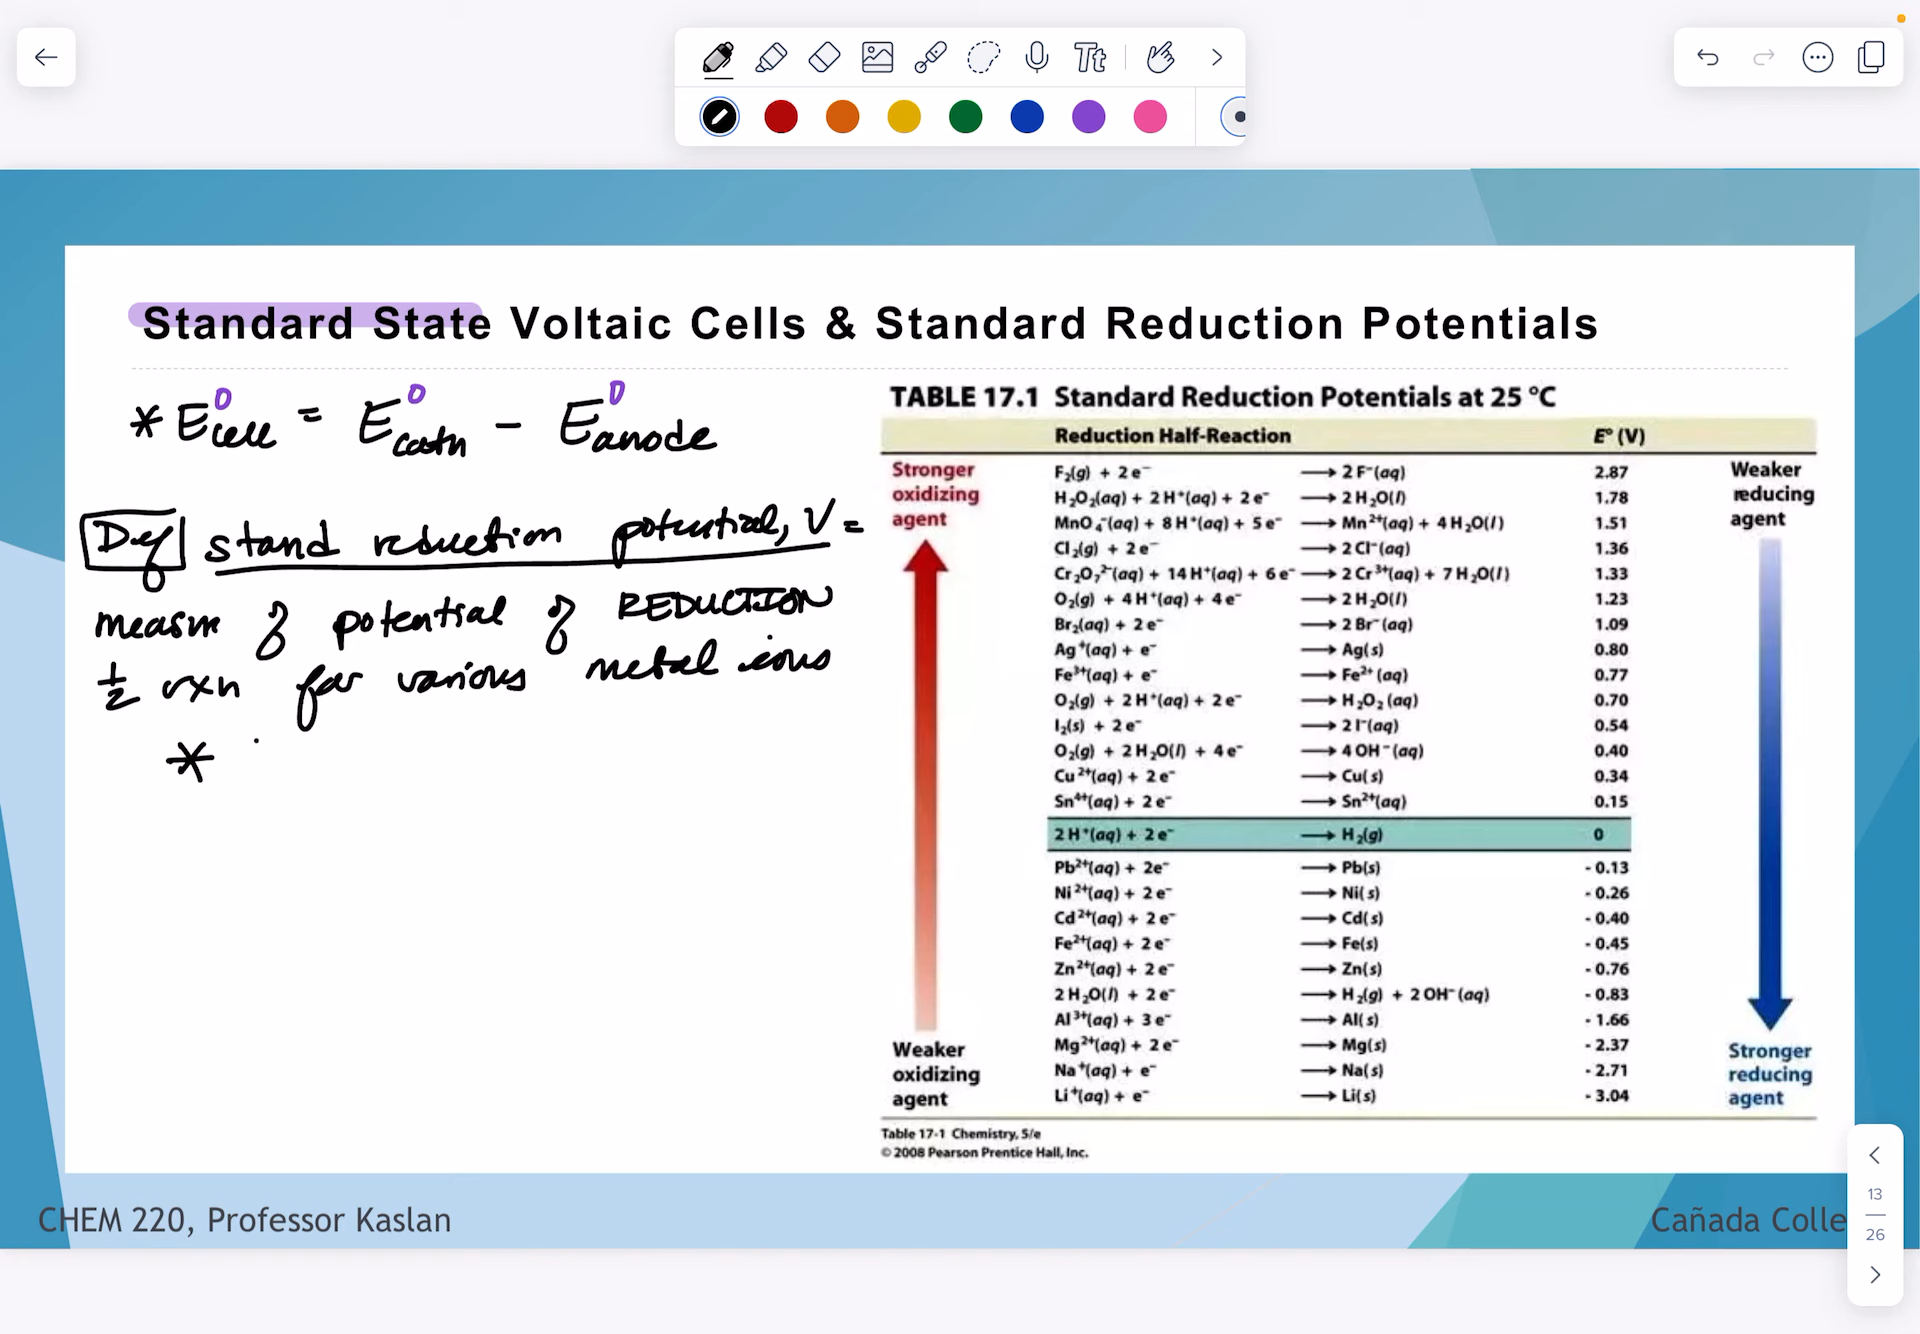 Tt
Standard State Voltaic Cells & Standard Reduction Potentials
* E°cell = E°cath - E°anode
Def stand reduction potential, V =
measure of potential of REDUCTION
½ rxn for various metal ions
*
TABLE 17.1 Standard Reduction Potentials at 25 °C
Reduction Half-Reaction E° (V)
Stronger oxidizing agent
Weaker reducing agent
F₂(g) + 2 e⁻ ⟶ 2 F⁻(aq) 2.87
H₂O₂(aq) + 2 H⁺(aq) + 2 e⁻ ⟶ 2 H₂O(l) 1.78
MnO₄⁻(aq) + 8 H⁺(aq) + 5 e⁻ ⟶ Mn²⁺(aq) + 4 H₂O(l) 1.51
Cl₂(g) + 2 e⁻ ⟶ 2 Cl⁻(aq) 1.36
Cr₂O₇²⁻(aq) + 14 H⁺(aq) + 6 e⁻ ⟶ 2 Cr³⁺(aq) + 7 H₂O(l) 1.33
O₂(g) + 4 H⁺(aq) + 4 e⁻ ⟶ 2 H₂O(l) 1.23
Br₂(aq) + 2 e⁻ ⟶ 2 Br⁻(aq) 1.09
Ag⁺(aq) + e⁻ ⟶ Ag(s) 0.80
Fe³⁺(aq) + e⁻ ⟶ Fe²⁺(aq) 0.77
O₂(g) + 2 H⁺(aq) + 2 e⁻ ⟶ H₂O₂(aq) 0.70
I₂(s) + 2 e⁻ ⟶ 2 I⁻(aq) 0.54
O₂(g) + 2 H₂O(l) + 4 e⁻ ⟶ 4 OH⁻(aq) 0.40
Cu²⁺(aq) + 2 e⁻ ⟶ Cu(s) 0.34
Sn⁴⁺(aq) + 2 e⁻ ⟶ Sn²⁺(aq) 0.15
2 H⁺(aq) + 2 e⁻ ⟶ H₂(g) 0
Pb²⁺(aq) + 2e⁻ ⟶ Pb(s) - 0.13
Ni²⁺(aq) + 2 e⁻ ⟶ Ni(s) - 0.26
Cd²⁺(aq) + 2 e⁻ ⟶ Cd(s) - 0.40
Fe²⁺(aq) + 2 e⁻ ⟶ Fe(s) - 0.45
Zn²⁺(aq) + 2 e⁻ ⟶ Zn(s) - 0.76
2 H₂O(l) + 2 e⁻ ⟶ H₂(g) + 2 OH⁻(aq) - 0.83
Al³⁺(aq) + 3 e⁻ ⟶ Al(s) - 1.66
Mg²⁺(aq) + 2 e⁻ ⟶ Mg(s) - 2.37
Na⁺(aq) + e⁻ ⟶ Na(s) - 2.71
Li⁺(aq) + e⁻ ⟶ Li(s) - 3.04
Weaker oxidizing agent
Stronger reducing agent
Table 17-1 Chemistry, 5/e
© 2008 Pearson Prentice Hall, Inc.
CHEM 220, Professor Kaslan
Cañada Colle
13
26